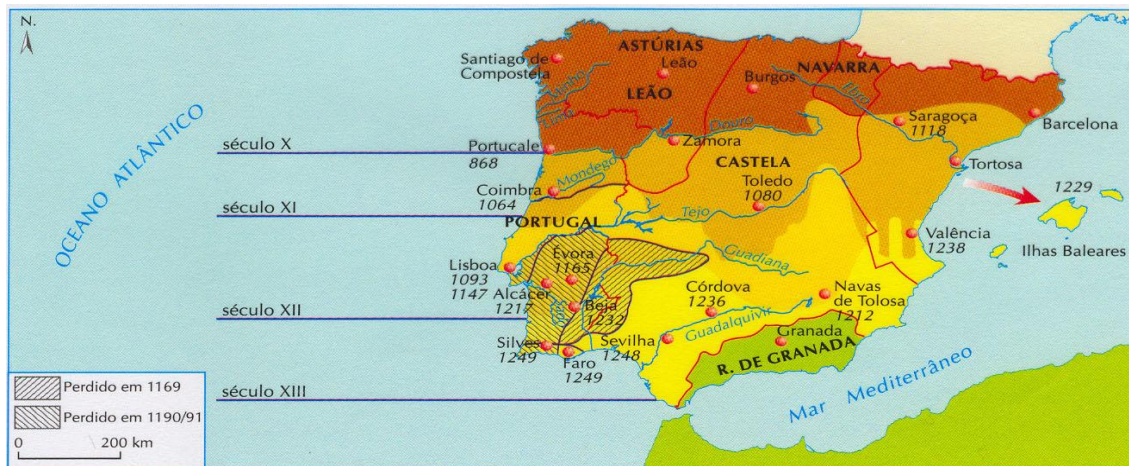 N.
OCEANO ATLÂNTICO
ASTÚRIAS
Santiago de
Compostela
Leão
NAVARRA
Burgos
Minho
LEÃO
Ebro
Lima
Saragoça
1118
Barcelona
século X
Portucale
868
Douro
Zamora
CASTELA
Tortosa
Mondego
Coimbra
1064
Toledo
1080
1229
século XI
PORTUGAL
Tejo
Valência
1238
Ilhas Baleares
Évora
1165
Guadiana
Lisboa
1093
1147
Alcácer
1217
Córdova
1236
Navas
de Tolosa
1212
Beja
1232
Sado
século XII
Guadalquivir
Silves
1249
Sevilha
1248
Granada
R. DE GRANADA
Faro
1249
Mar Mediterrâneo
século XIII
Perdido em 1169
Perdido em 1190/91
0 200 km